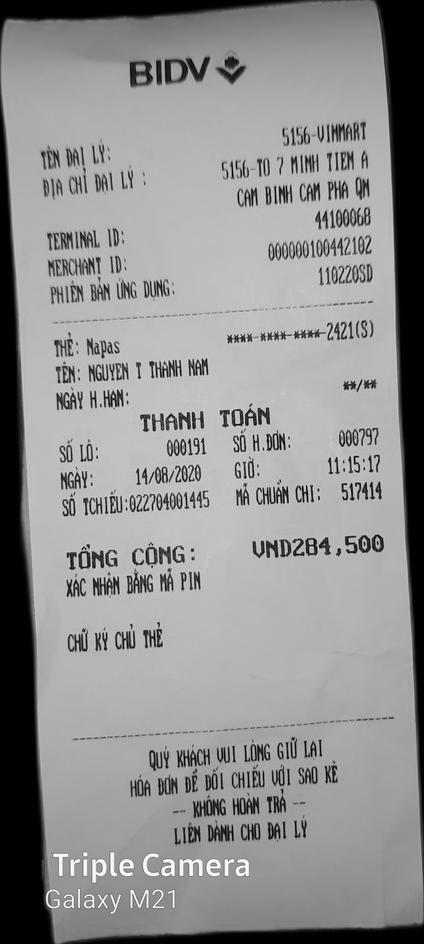 BIDV
TÊN ĐẠI LÝ: 5156-VINMART
ĐỊA CHỈ ĐẠI LÝ : 5156-TO 7 MINH TIEN A
CAM BINH CAM PHA QN
TERMINAL ID: 44100068
MERCHANT ID: 000000100442102
PHIÊN BẢN ỨNG DỤNG: 110220SD
THẺ: Napas ****-****-****-2421(S)
TÊN: NGUYEN T THANH NAM
NGÀY H.HẠN: **/**
THANH TOÁN
SỐ LÔ: 000191 SỐ H.ĐƠN: 000797
NGÀY: 14/08/2020 GIỜ: 11:15:17
SỐ TCHIẾU:022704001445 MÃ CHUẨN CHI: 517414
TỔNG CỘNG: VND284,500
XÁC NHẬN BẰNG MÃ PIN
CHỮ KÝ CHỦ THẺ
QUÝ KHÁCH VUI LÒNG GIỮ LẠI
HÓA ĐƠN ĐỂ ĐỐI CHIẾU VỚI SAO KÊ
-- KHÔNG HOÀN TRẢ --
LIÊN DÀNH CHO ĐẠI LÝ
Triple Camera
Galaxy M21